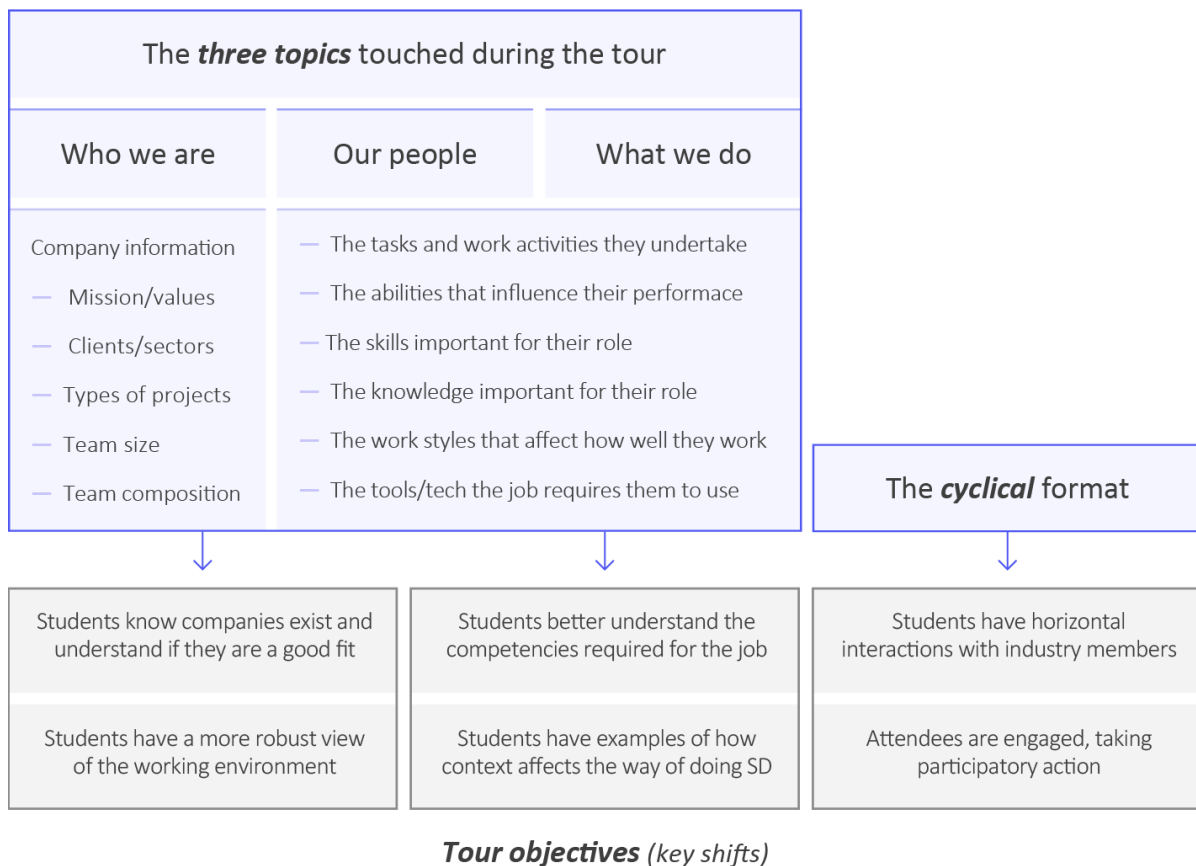 The three topics touched during the tour
Who we are
Our people
What we do
Company information
— Mission/values
— Clients/sectors
— Types of projects
— Team size
— Team composition
— The tasks and work activities they undertake
— The abilities that influence their performace
— The skills important for their role
— The knowledge important for their role
— The work styles that affect how well they work
— The tools/tech the job requires them to use
The cyclical format
Students know companies exist and
understand if they are a good fit
Students have a more robust view
of the working environment
Students better understand the
competencies required for the job
Students have examples of how
context affects the way of doing SD
Students have horizontal
interactions with industry members
Attendees are engaged, taking
participatory action
Tour objectives (key shifts)